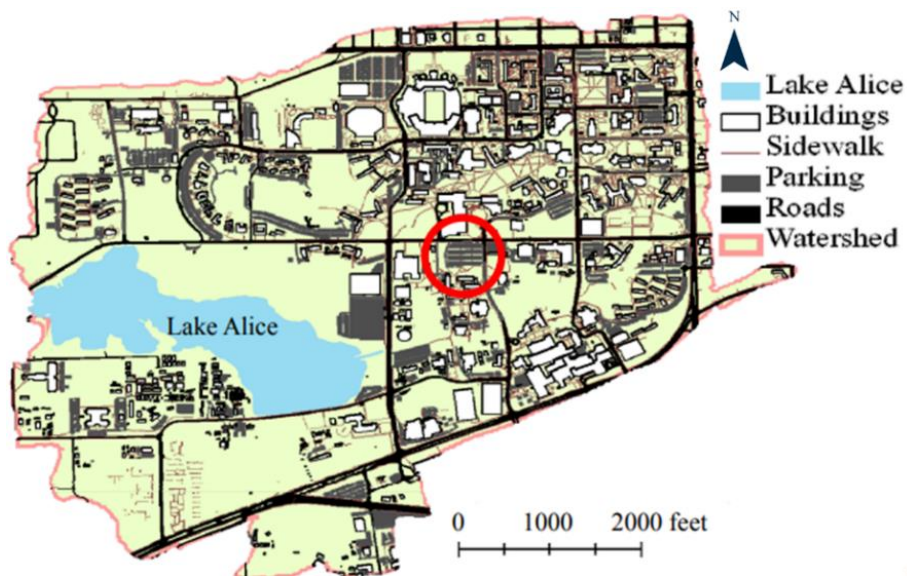 N
Lake Alice
Buildings
Sidewalk
Parking
Roads
Watershed
Lake Alice
0 1000 2000 feet